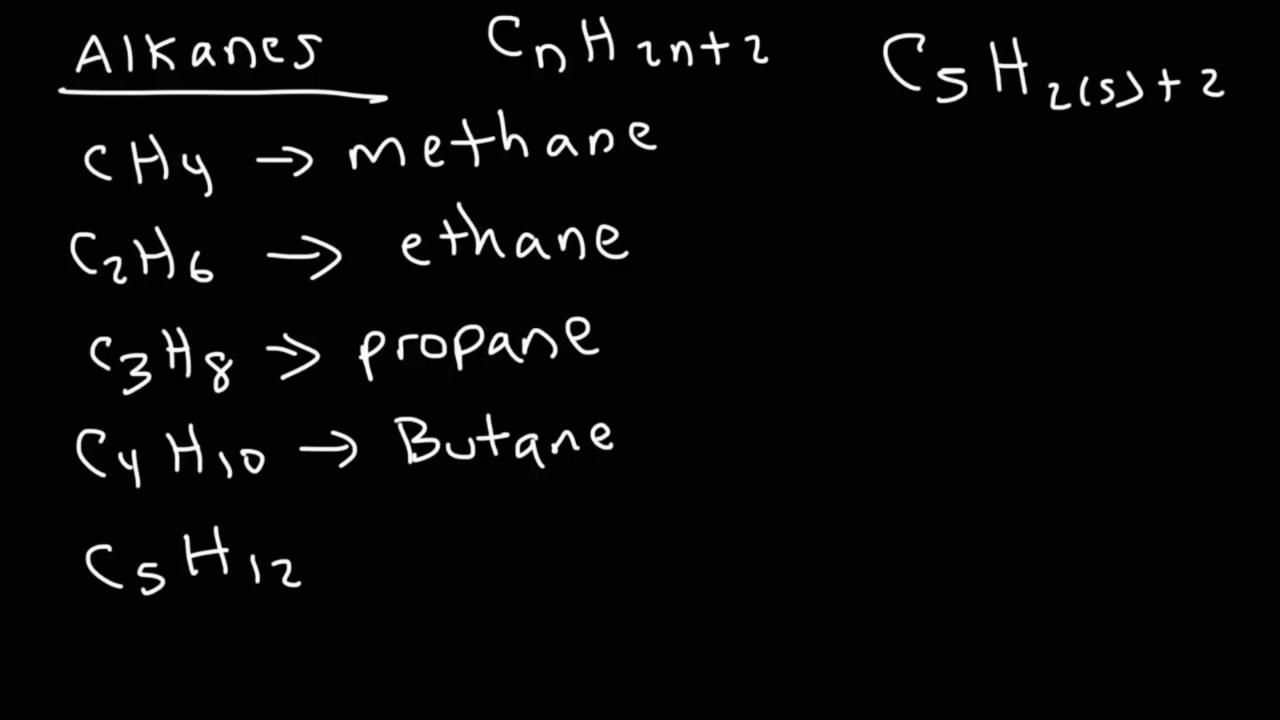 Alkanes CnH2n+2 C5H2(5)+2
CH4 → methane
C2H6 → ethane
C3H8 → propane
C4H10 → Butane
C5H12